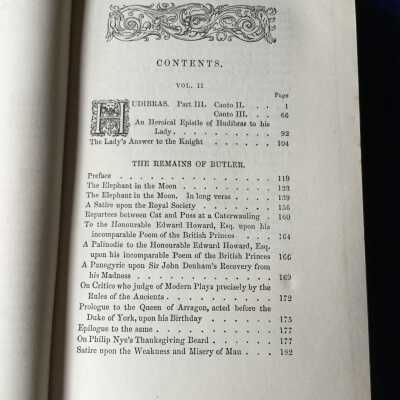 CONTENTS.
VOL. II
Page
HUDIBRAS. Part III. Canto II. . . . 1
Canto III. . . . 66
An Heroical Epistle of Hudibras to his
Lady . . . . . . . . . . 92
The Lady's Answer to the Knight . . . . 104
THE REMAINS OF BUTLER.
Preface . . . . . . . . . . 119
The Elephant in the Moon . . . . . . 123
The Elephant in the Moon. In long verse . . . 139
A Satire upon the Royal Society . . . . . 156
Repartees between Cat and Puss at a Caterwauling . 160
To the Honourable Edward Howard, Esq. upon his
incomparable Poem of the British Princes . . . 164
A Palinodie to the Honourable Edward Howard, Esq.
upon his incomparable Poem of the British Princes 166
A Panegyric upon Sir John Denham's Recovery from
his Madness . . . . . . . . 169
On Critics who judge of Modern Plays precisely by the
Rules of the Ancients . . . . . . . 172
Prologue to the Queen of Arragon, acted before the
Duke of York, upon his Birthday . . . . 175
Epilogue to the same . . . . . . . 177
On Philip Nye's Thanksgiving Beard . . . . 177
Satire upon the Weakness and Misery of Man . . . 182